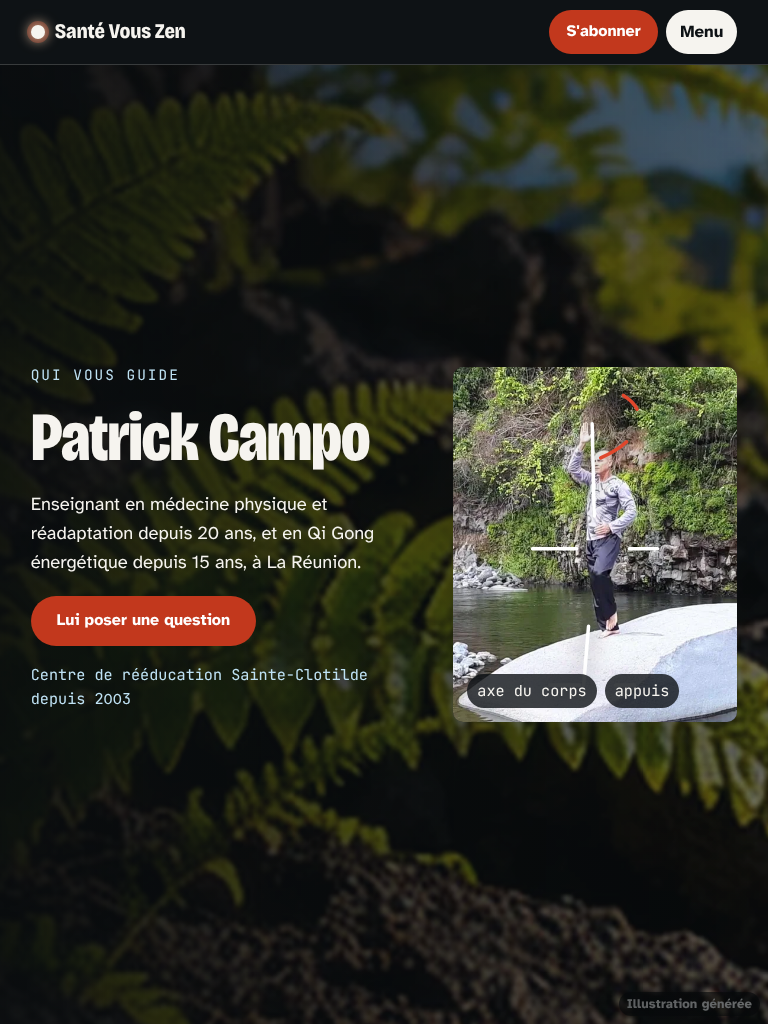 Santé Vous Zen
S'abonner
Menu
QUI VOUS GUIDE
Patrick Campo
Enseignant en médecine physique et
réadaptation depuis 20 ans, et en Qi Gong
énergétique depuis 15 ans, à La Réunion.
Lui poser une question
Centre de rééducation Sainte-Clotilde
depuis 2003
axe du corps
appuis
Illustration générée